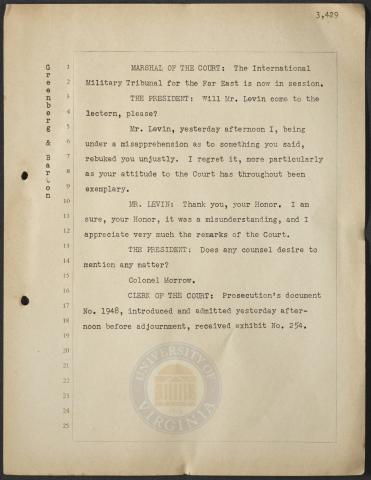 3,429
Greenberg & Barton
1 MARSHAL OF THE COURT: The International
2 Military Tribunal for the Far East is now in session.
3 THE PRESIDENT: Will Mr. Levin come to the
4 lectern, please?
5 Mr. Levin, yesterday afternoon I, being
6 under a misapprehension as to something you said,
7 rebuked you unjustly. I regret it, more particularly
8 as your attitude to the Court has throughout been
9 exemplary.
10 MR. LEVIN: Thank you, your Honor. I am
11 sure, your Honor, it was a misunderstanding, and I
12 appreciate very much the remarks of the Court.
13 THE PRESIDENT: Does any counsel desire to
14 mention any matter?
15 Colonel Morrow.
16 CLERK OF THE COURT: Prosecution's document
17 No. 1948, introduced and admitted yesterday after-
18 noon before adjournment, received exhibit No. 254.
19
20
21
22
23
24
25
UNIVERSITY OF VIRGINIA